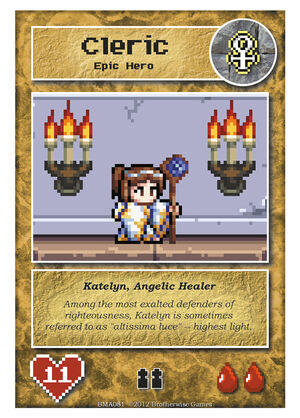 Cleric
Epic Hero
Katelyn, Angelic Healer
Among the most exalted defenders of
righteousness, Katelyn is sometimes
referred to as "altissima luce" -- highest light.
11
BMA081 ©2012 Brotherwise Games